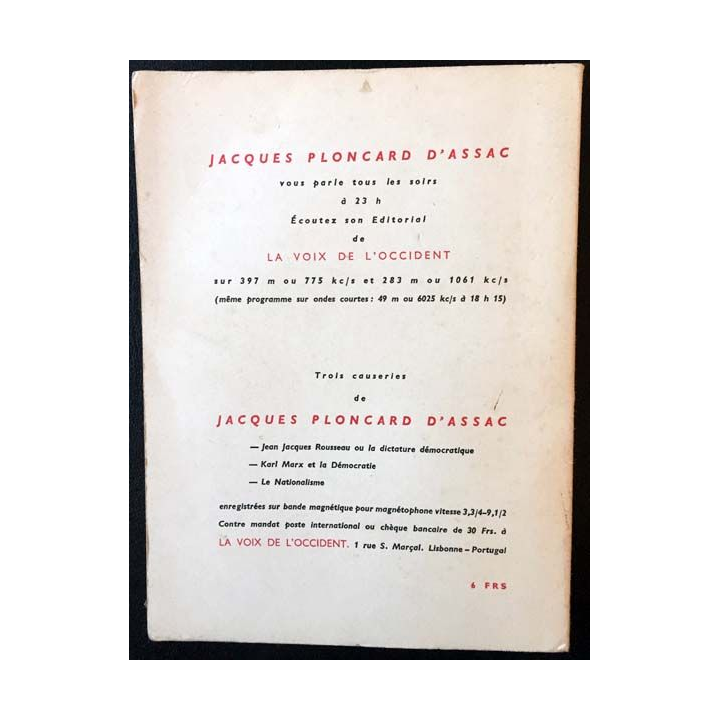 JACQUES PLONCARD D'ASSAC
vous parle tous les soirs
à 23 h
Écoutez son Editorial
de
LA VOIX DE L'OCCIDENT
sur 397 m ou 775 kc/s et 283 m ou 1061 kc/s
(même programme sur ondes courtes : 49 m ou 6025 kc/s à 18 h 15)
Trois causeries
de
JACQUES PLONCARD D'ASSAC
— Jean Jacques Rousseau ou la dictature démocratique
— Karl Marx et la Démocratie
— Le Nationalisme
enregistrées sur bande magnétique pour magnétophone vitesse 3,3/4–9,1/2
Contre mandat poste international ou chèque bancaire de 30 Frs. à
LA VOIX DE L'OCCIDENT. 1 rue S. Marçal. Lisbonne – Portugal
6 FRS